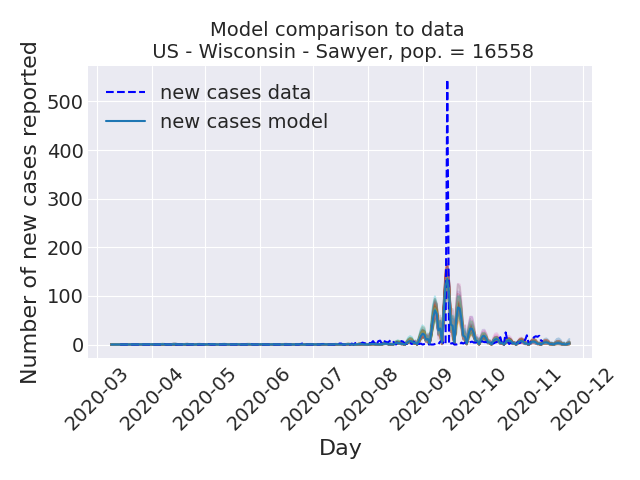 Model comparison to data
US - Wisconsin - Sawyer, pop. = 16558
Number of new cases reported
500
400
300
200
100
0
new cases data
new cases model
2020-03
2020-04
2020-05
2020-06
2020-07
2020-08
2020-09
2020-10
2020-11
2020-12
Day